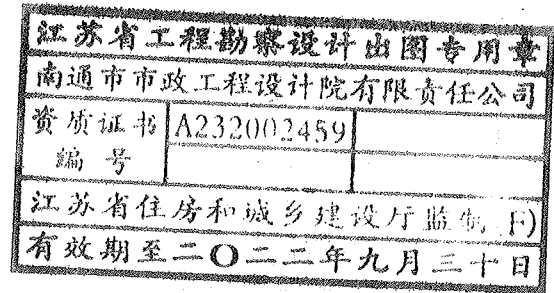 江苏省工程勘察设计出图专用章
南通市市政工程设计院有限责任公司
资质证书 A232002459
编号
江苏省住房和城乡建设厅监制 F)
有效期至二〇二二年九月三十日